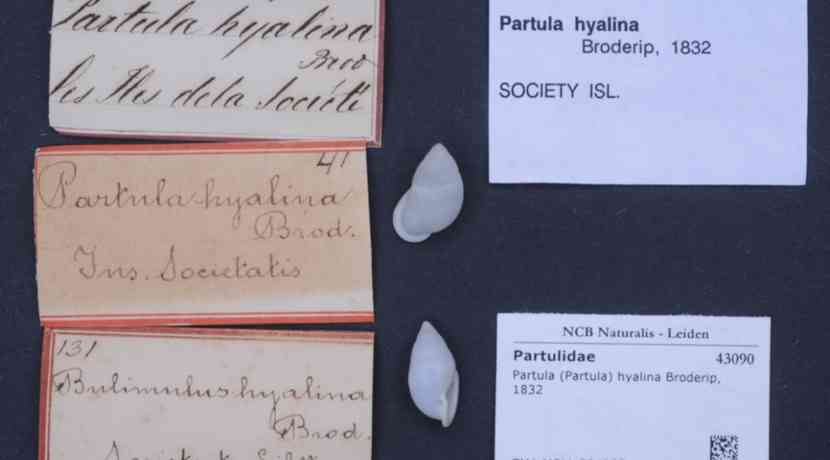 Partula hyalina
Brod
les Iles de la Société
41
Partula hyalina
Brod.
Ins. Societatis
131
Bulimulus hyalina
Brod.
Partula hyalina
Broderip, 1832
SOCIETY ISL.
NCB Naturalis - Leiden
Partulidae 43090
Partula (Partula) hyalina Broderip,
1832